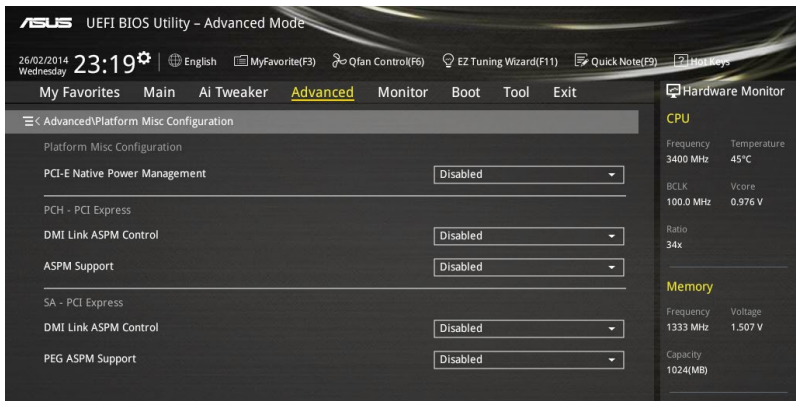 ASUS UEFI BIOS Utility – Advanced Mode
26/02/2014
Wednesday
23:19
English
MyFavorite(F3)
Qfan Control(F6)
EZ Tuning Wizard(F11)
Quick Note(F9)
? Hot Keys
My Favorites
Main
Ai Tweaker
Advanced
Monitor
Boot
Tool
Exit
Advanced\Platform Misc Configuration
Platform Misc Configuration
PCI-E Native Power Management Disabled
PCH - PCI Express
DMI Link ASPM Control Disabled
ASPM Support Disabled
SA - PCI Express
DMI Link ASPM Control Disabled
PEG ASPM Support Disabled
Hardware Monitor
CPU
Frequency Temperature
3400 MHz 45°C
BCLK Vcore
100.0 MHz 0.976 V
Ratio
34x
Memory
Frequency Voltage
1333 MHz 1.507 V
Capacity
1024(MB)